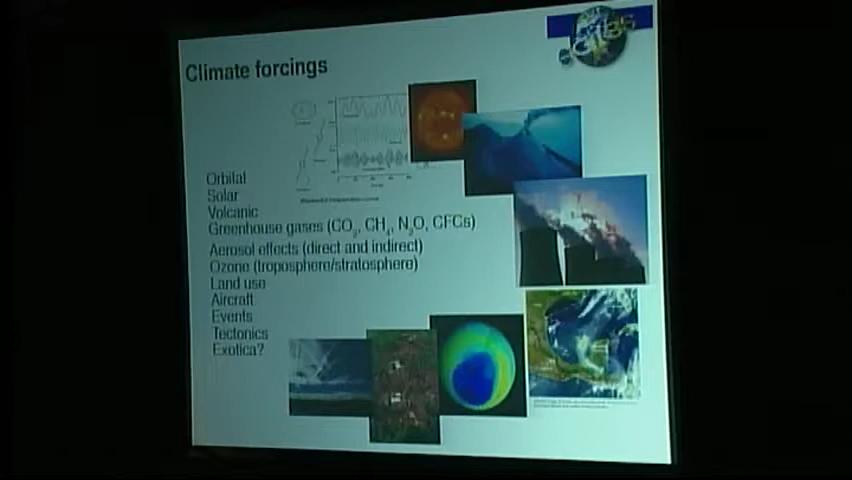 Climate forcings
Orbital
Solar
Volcanic
Greenhouse gases (CO₂, CH₄, N₂O, CFCs)
Aerosol effects (direct and indirect)
Ozone (troposphere/stratosphere)
Land use
Aircraft
Events
Tectonics
Exotica?